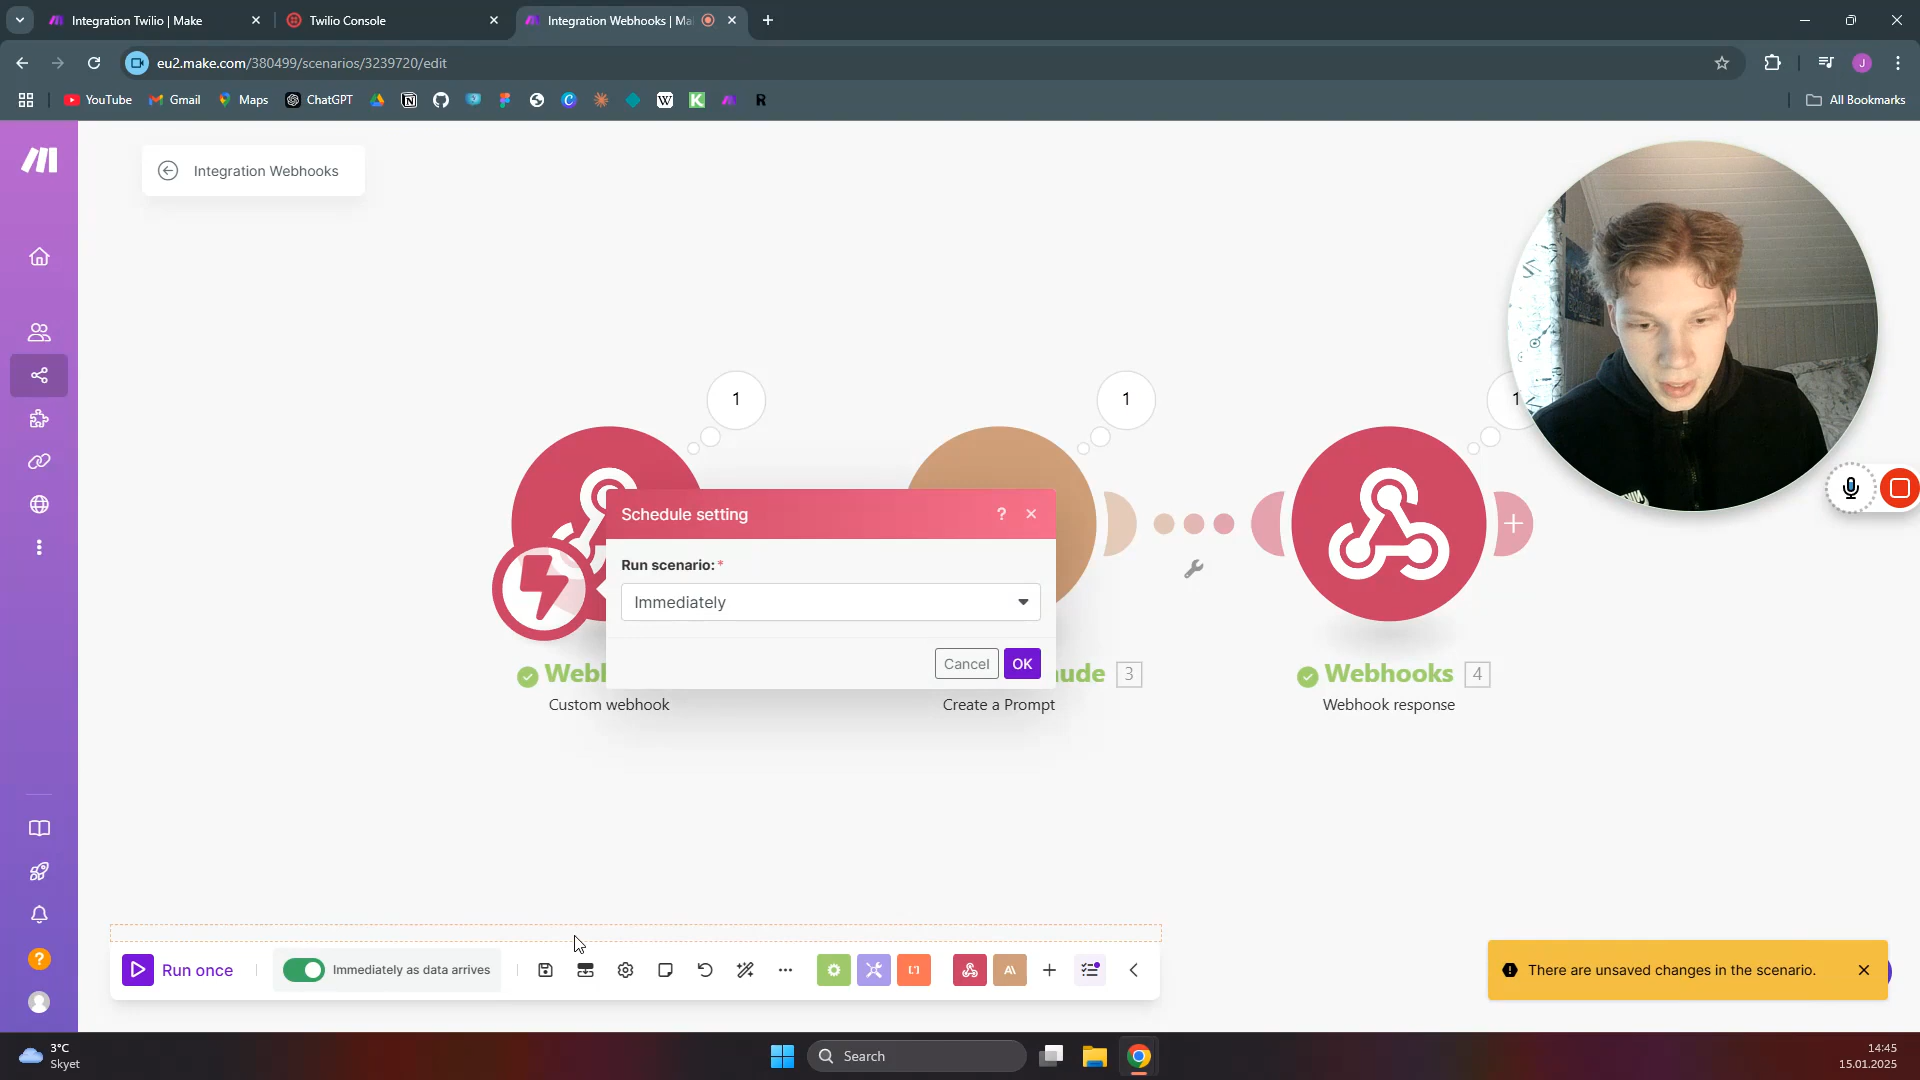 Integration Twilio | Make
Twilio Console
Integration Webhooks | Ma
eu2.make.com/380499/scenarios/3239720/edit
J
YouTube
Gmail
Maps
ChatGPT
W
K
R
All Bookmarks
Integration Webhooks
1
1
1
Schedule setting
?
Run scenario:*
Immediately
Cancel
OK
Webh
aude
3
Webhooks
4
Custom webhook
Create a Prompt
Webhook response
Run once
Immediately as data arrives
There are unsaved changes in the scenario.
?
3°C
Skyet
Search
14:45
15.01.2025